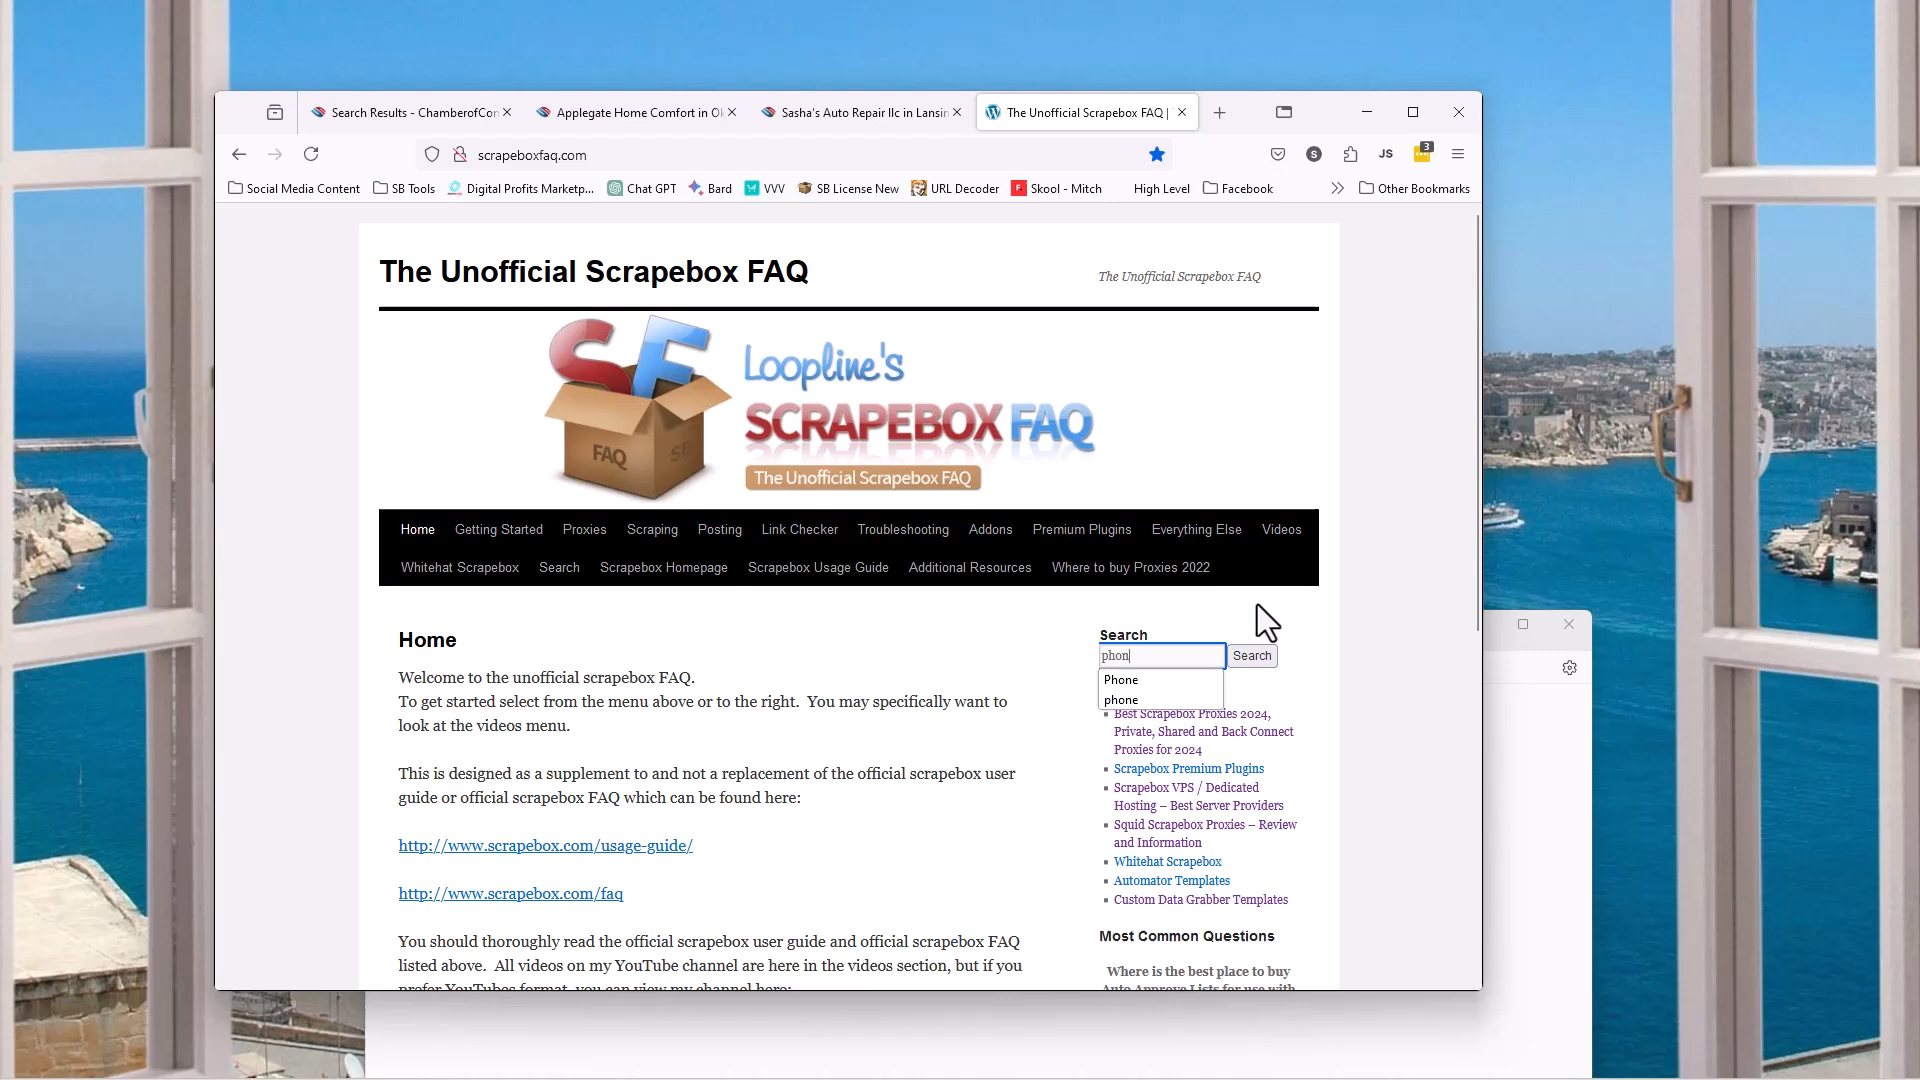 Search Results - ChamberofCon
Applegate Home Comfort in Ol
Sasha's Auto Repair llc in Lansin
The Unofficial Scrapebox FAQ |
scrapeboxfaq.com
S
JS
3
Social Media Content
SB Tools
Digital Profits Marketp...
Chat GPT
Bard
VVV
SB License New
URL Decoder
F
Skool - Mitch
High Level
Facebook
Other Bookmarks
The Unofficial Scrapebox FAQ
The Unofficial Scrapebox FAQ
SF
FAQ
Loopline's
SCRAPEBOX FAQ
The Unofficial Scrapebox FAQ
Home Getting Started Proxies Scraping Posting Link Checker Troubleshooting Addons Premium Plugins Everything Else Videos
Whitehat Scrapebox Search Scrapebox Homepage Scrapebox Usage Guide Additional Resources Where to buy Proxies 2022
Home
Welcome to the unofficial scrapebox FAQ.
To get started select from the menu above or to the right. You may specifically want to
look at the videos menu.
This is designed as a supplement to and not a replacement of the official scrapebox user
guide or official scrapebox FAQ which can be found here:
http://www.scrapebox.com/usage-guide/
http://www.scrapebox.com/faq
You should thoroughly read the official scrapebox user guide and official scrapebox FAQ
listed above. All videos on my YouTube channel are here in the videos section, but if you
prefer YouTubes format, you can view my channel here:
Search
phon
Search
Phone
phone
Best Scrapebox Proxies 2024,
Private, Shared and Back Connect
Proxies for 2024
Scrapebox Premium Plugins
Scrapebox VPS / Dedicated
Hosting – Best Server Providers
Squid Scrapebox Proxies – Review
and Information
Whitehat Scrapebox
Automator Templates
Custom Data Grabber Templates
Most Common Questions
Where is the best place to buy
Auto Approve Lists for use with